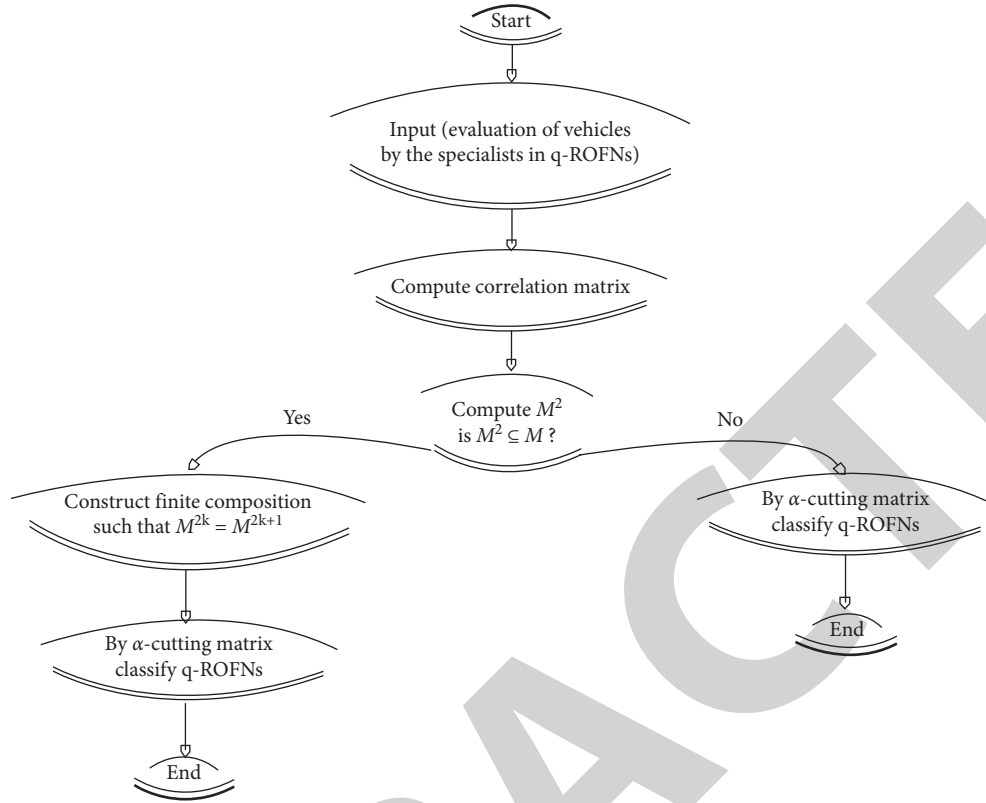 Start
Input (evaluation of vehicles
by the specialists in q-ROFNs)
Compute correlation matrix
Compute M²
is M² ⊆ M ?
Yes
No
Construct finite composition
such that M²ᵏ = M²ᵏ⁺¹
By α-cutting matrix
classify q-ROFNs
By α-cutting matrix
classify q-ROFNs
End
End
ACTE